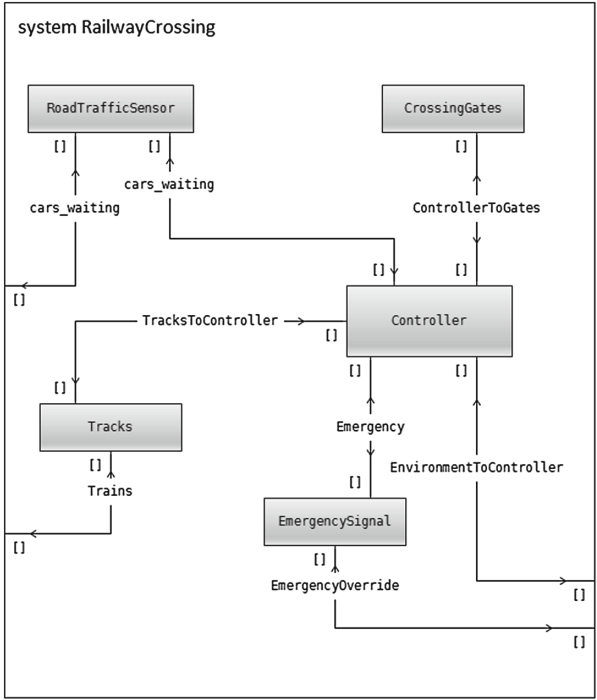 system RailwayCrossing
RoadTrafficSensor
CrossingGates
[]
[]
[]
cars_waiting
cars_waiting
ControllerToGates
[]
[]
[]
Controller
TracksToController
[]
[]
[]
[]
Tracks
Emergency
[]
EnvironmentToController
[]
Trains
EmergencySignal
[]
[]
EmergencyOverride
[]
[]